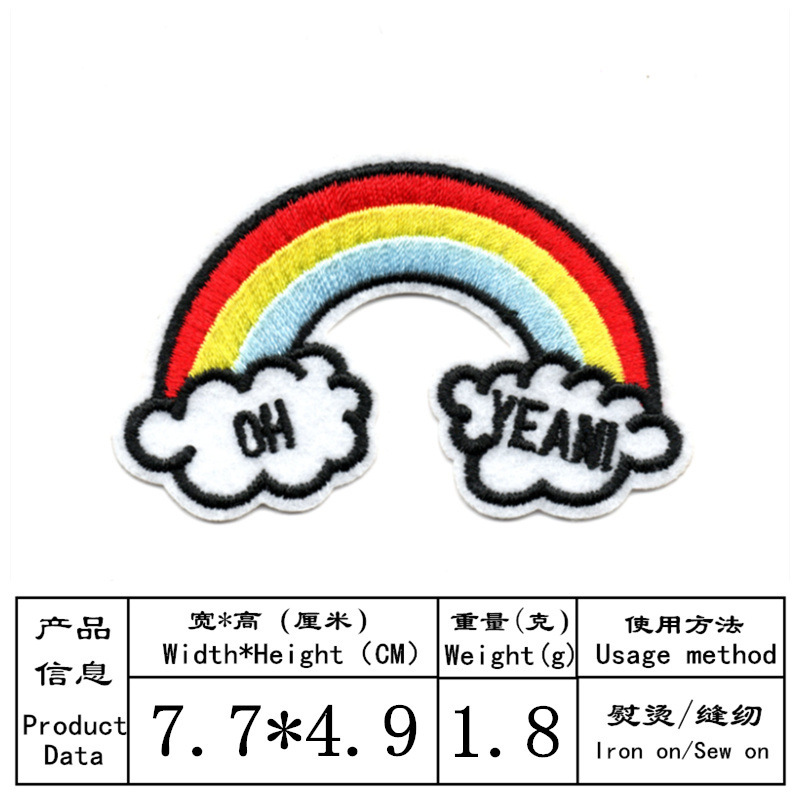 OH
YEAH!
产品
信息
Product
Data
宽*高 (厘米)
Width*Height (CM)
重量(克)
Weight(g)
使用方法
Usage method
7.7*4.9
1.8
熨烫/缝纫
Iron on/Sew on